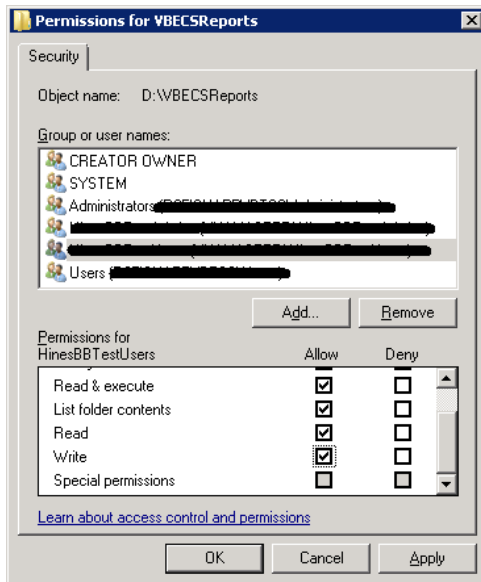 Permissions for VBECSReports
Security
Object name: D:\VBECSReports
Group or user names:
CREATOR OWNER
SYSTEM
Administrators
Users
Add... Remove
Permissions for
HinesBBTestUsers Allow Deny
Read & execute
List folder contents
Read
Write
Special permissions
Learn about access control and permissions
OK Cancel Apply